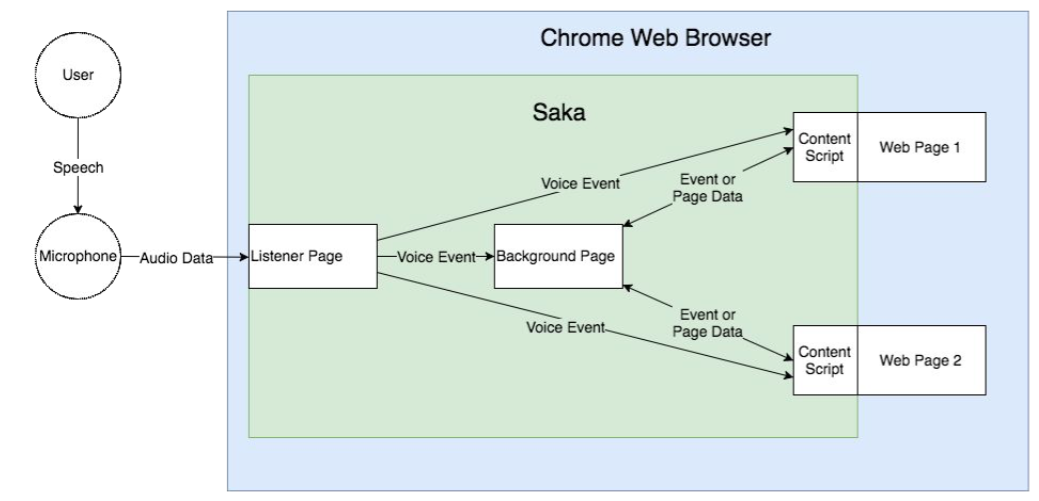 Chrome Web Browser
User
Saka
Content
Script
Web Page 1
Speech
Voice Event
Event or
Page Data
Microphone
Audio Data
Listener Page
Voice Event
Background Page
Voice Event
Event or
Page Data
Content
Script
Web Page 2